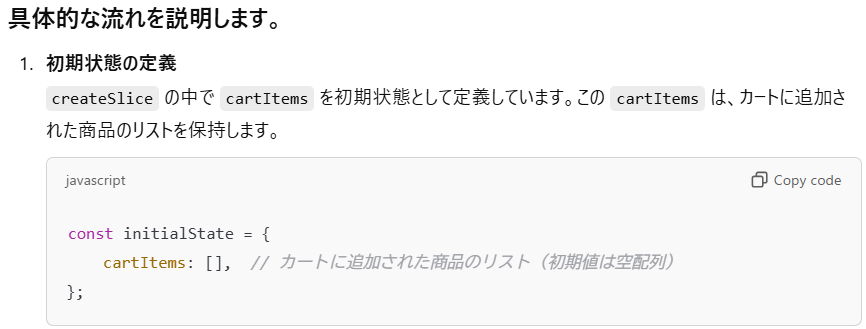 具体的な流れを説明します。
1. 初期状態の定義
createSlice の中で cartItems を初期状態として定義しています。この cartItems は、カートに追加さ
れた商品のリストを保持します。
javascript Copy code
const initialState = {
    cartItems: [],  // カートに追加された商品のリスト（初期値は空配列）
};